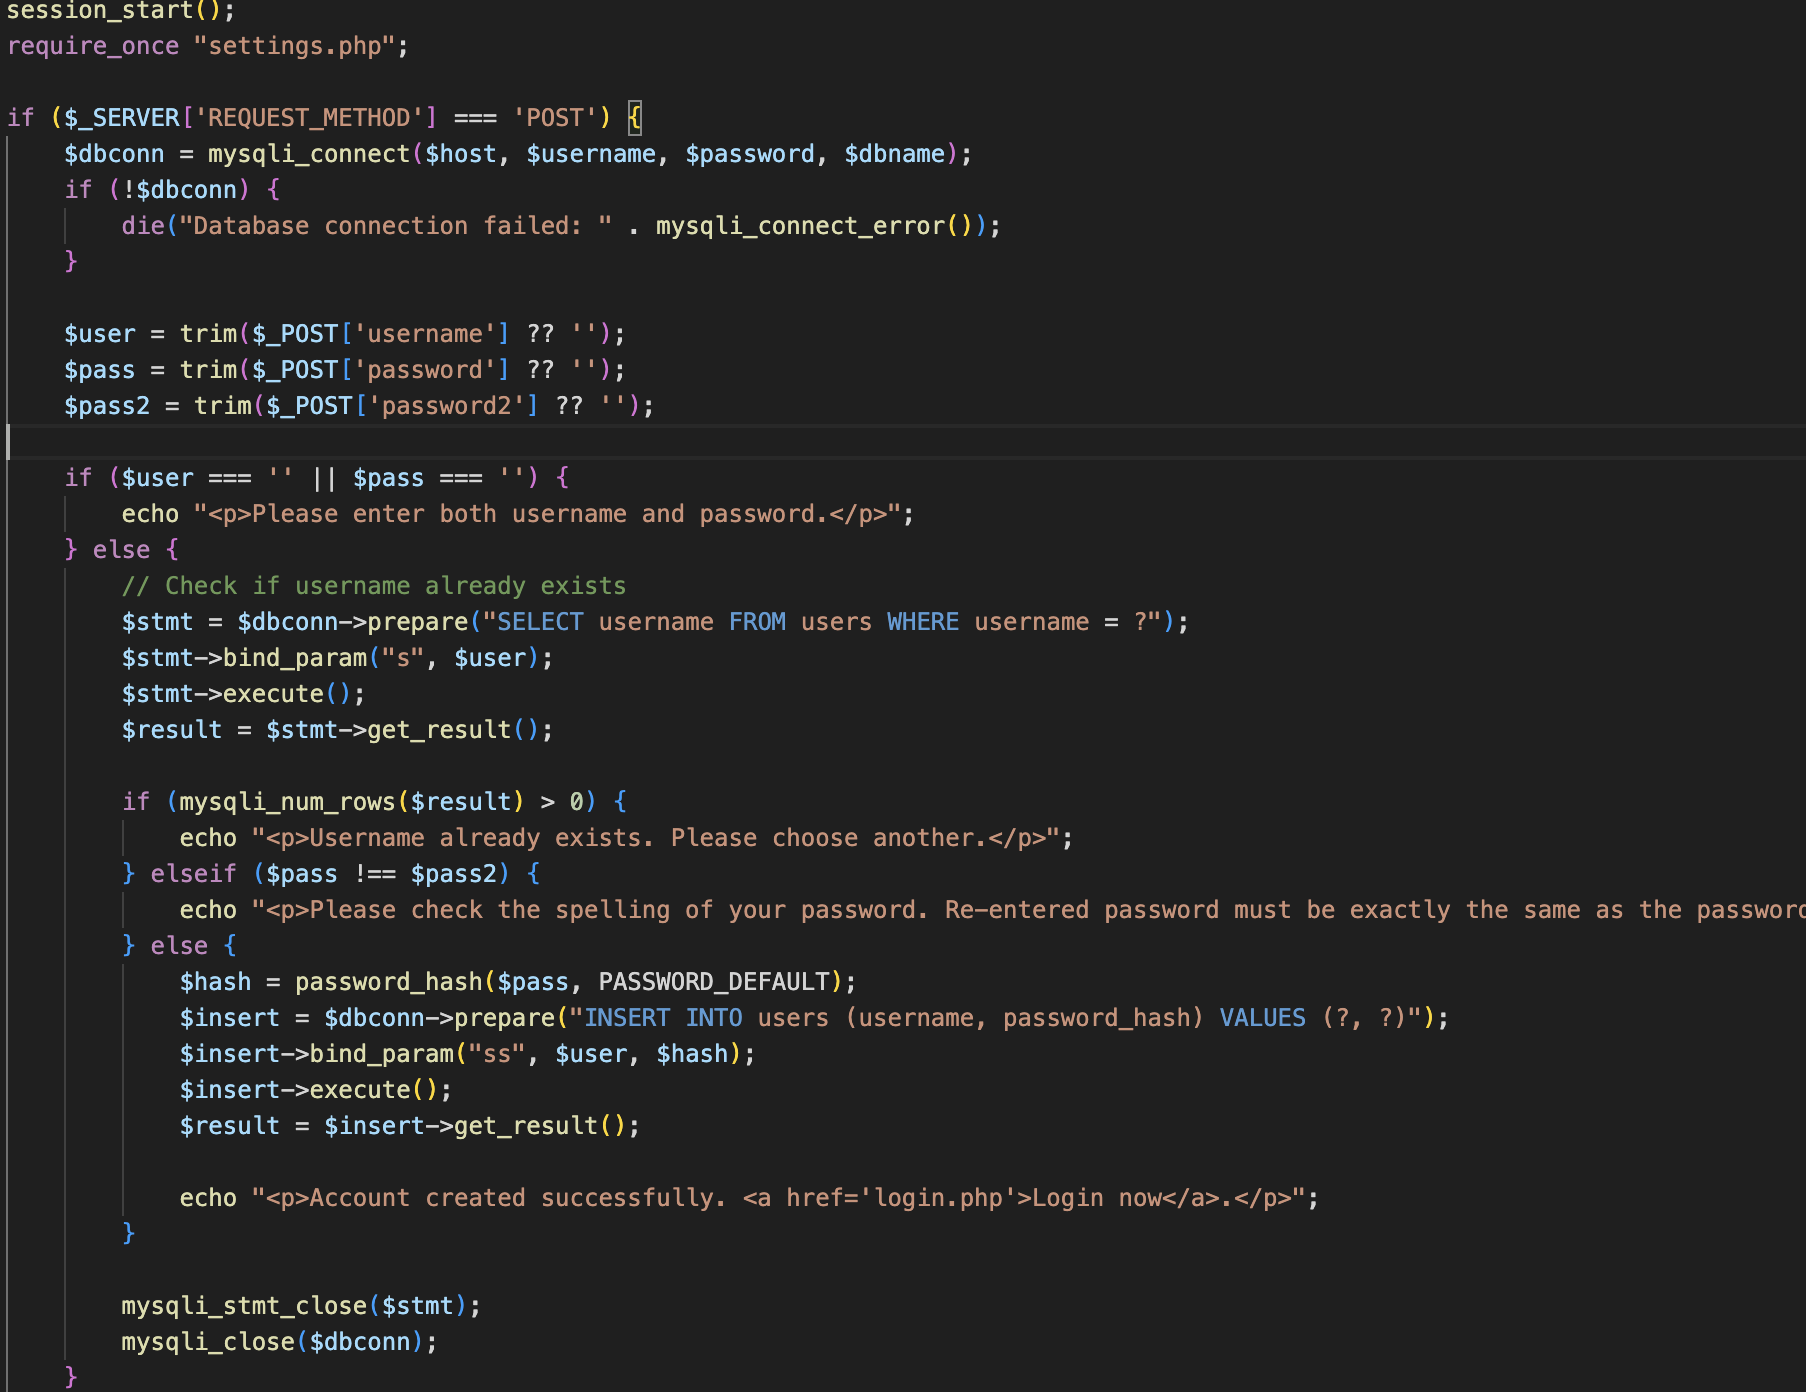 session_start();
require_once "settings.php";
if ($_SERVER['REQUEST_METHOD'] === 'POST') {
$dbconn = mysqli_connect($host, $username, $password, $dbname);
if (!$dbconn) {
die("Database connection failed: " . mysqli_connect_error());
}
$user = trim($_POST['username'] ?? '');
$pass = trim($_POST['password'] ?? '');
$pass2 = trim($_POST['password2'] ?? '');
if ($user === '' || $pass === '') {
echo "<p>Please enter both username and password.</p>";
} else {
// Check if username already exists
$stmt = $dbconn->prepare("SELECT username FROM users WHERE username = ?");
$stmt->bind_param("s", $user);
$stmt->execute();
$result = $stmt->get_result();
if (mysqli_num_rows($result) > 0) {
echo "<p>Username already exists. Please choose another.</p>";
} elseif ($pass !== $pass2) {
echo "<p>Please check the spelling of your password. Re-entered password must be exactly the same as the password
} else {
$hash = password_hash($pass, PASSWORD_DEFAULT);
$insert = $dbconn->prepare("INSERT INTO users (username, password_hash) VALUES (?, ?)");
$insert->bind_param("ss", $user, $hash);
$insert->execute();
$result = $insert->get_result();
echo "<p>Account created successfully. <a href='login.php'>Login now</a>.</p>";
}
mysqli_stmt_close($stmt);
mysqli_close($dbconn);
}